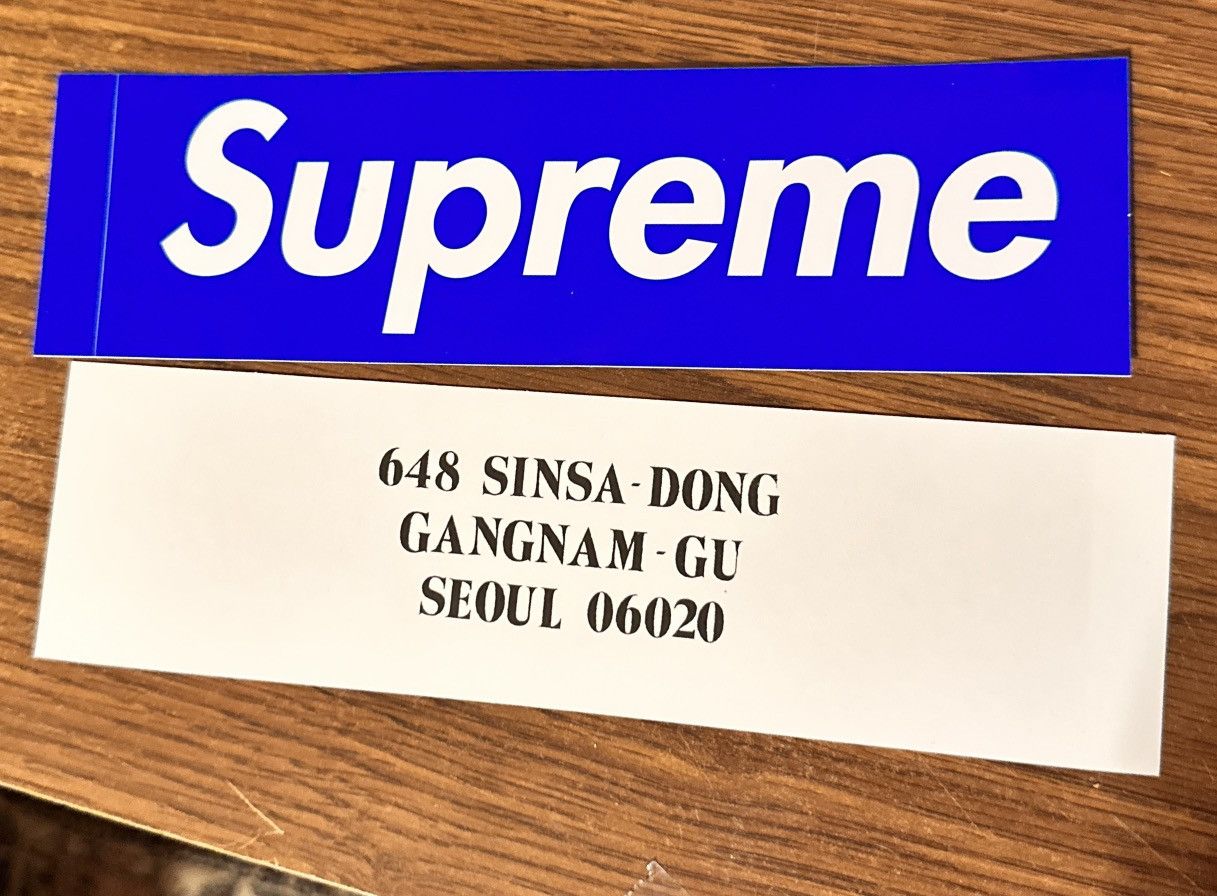 Supreme
648 SINSA-DONG
GANGNAM-GU
SEOUL 06020